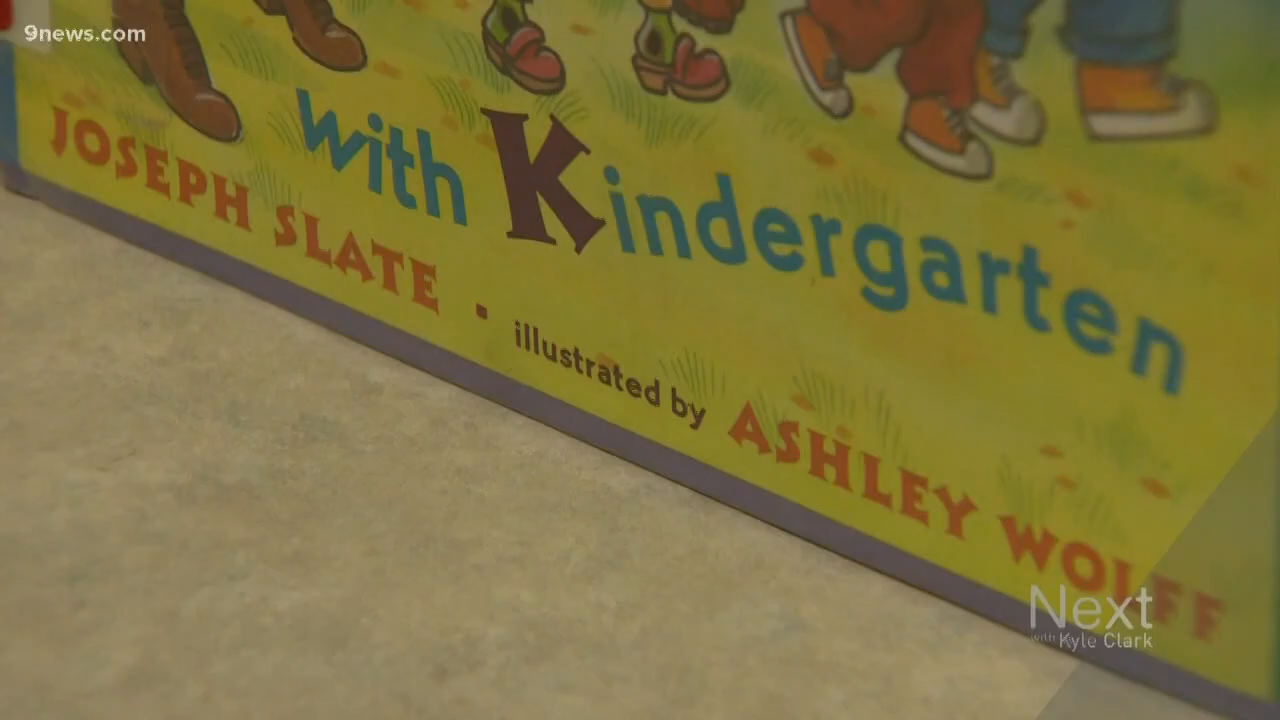 9news.com
with Kindergarten
JOSEPH SLATE • illustrated by ASHLEY WOLFF
Next
with Kyle Clark